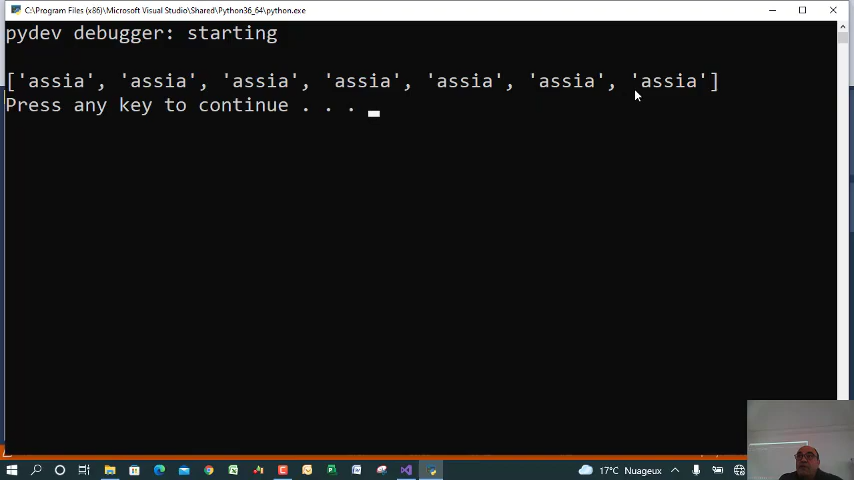 C:\Program Files (x86)\Microsoft Visual Studio\Shared\Python36_64\python.exe
pydev debugger: starting
['assia', 'assia', 'assia', 'assia', 'assia', 'assia', 'assia']
Press any key to continue . . .
17°C Nuageux